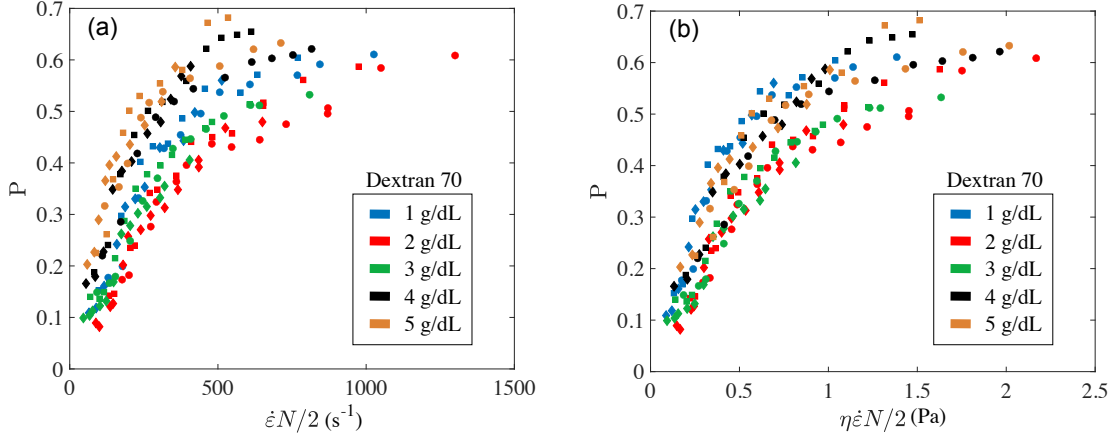 (a)
P
0.7
0.6
0.5
0.4
0.3
0.2
0.1
0
0
500
1000
1500
ε̇N/2 (s⁻¹)
Dextran 70
1 g/dL
2 g/dL
3 g/dL
4 g/dL
5 g/dL
(b)
P
0.7
0.6
0.5
0.4
0.3
0.2
0.1
0
0
0.5
1
1.5
2
2.5
ηε̇N/2 (Pa)
Dextran 70
1 g/dL
2 g/dL
3 g/dL
4 g/dL
5 g/dL